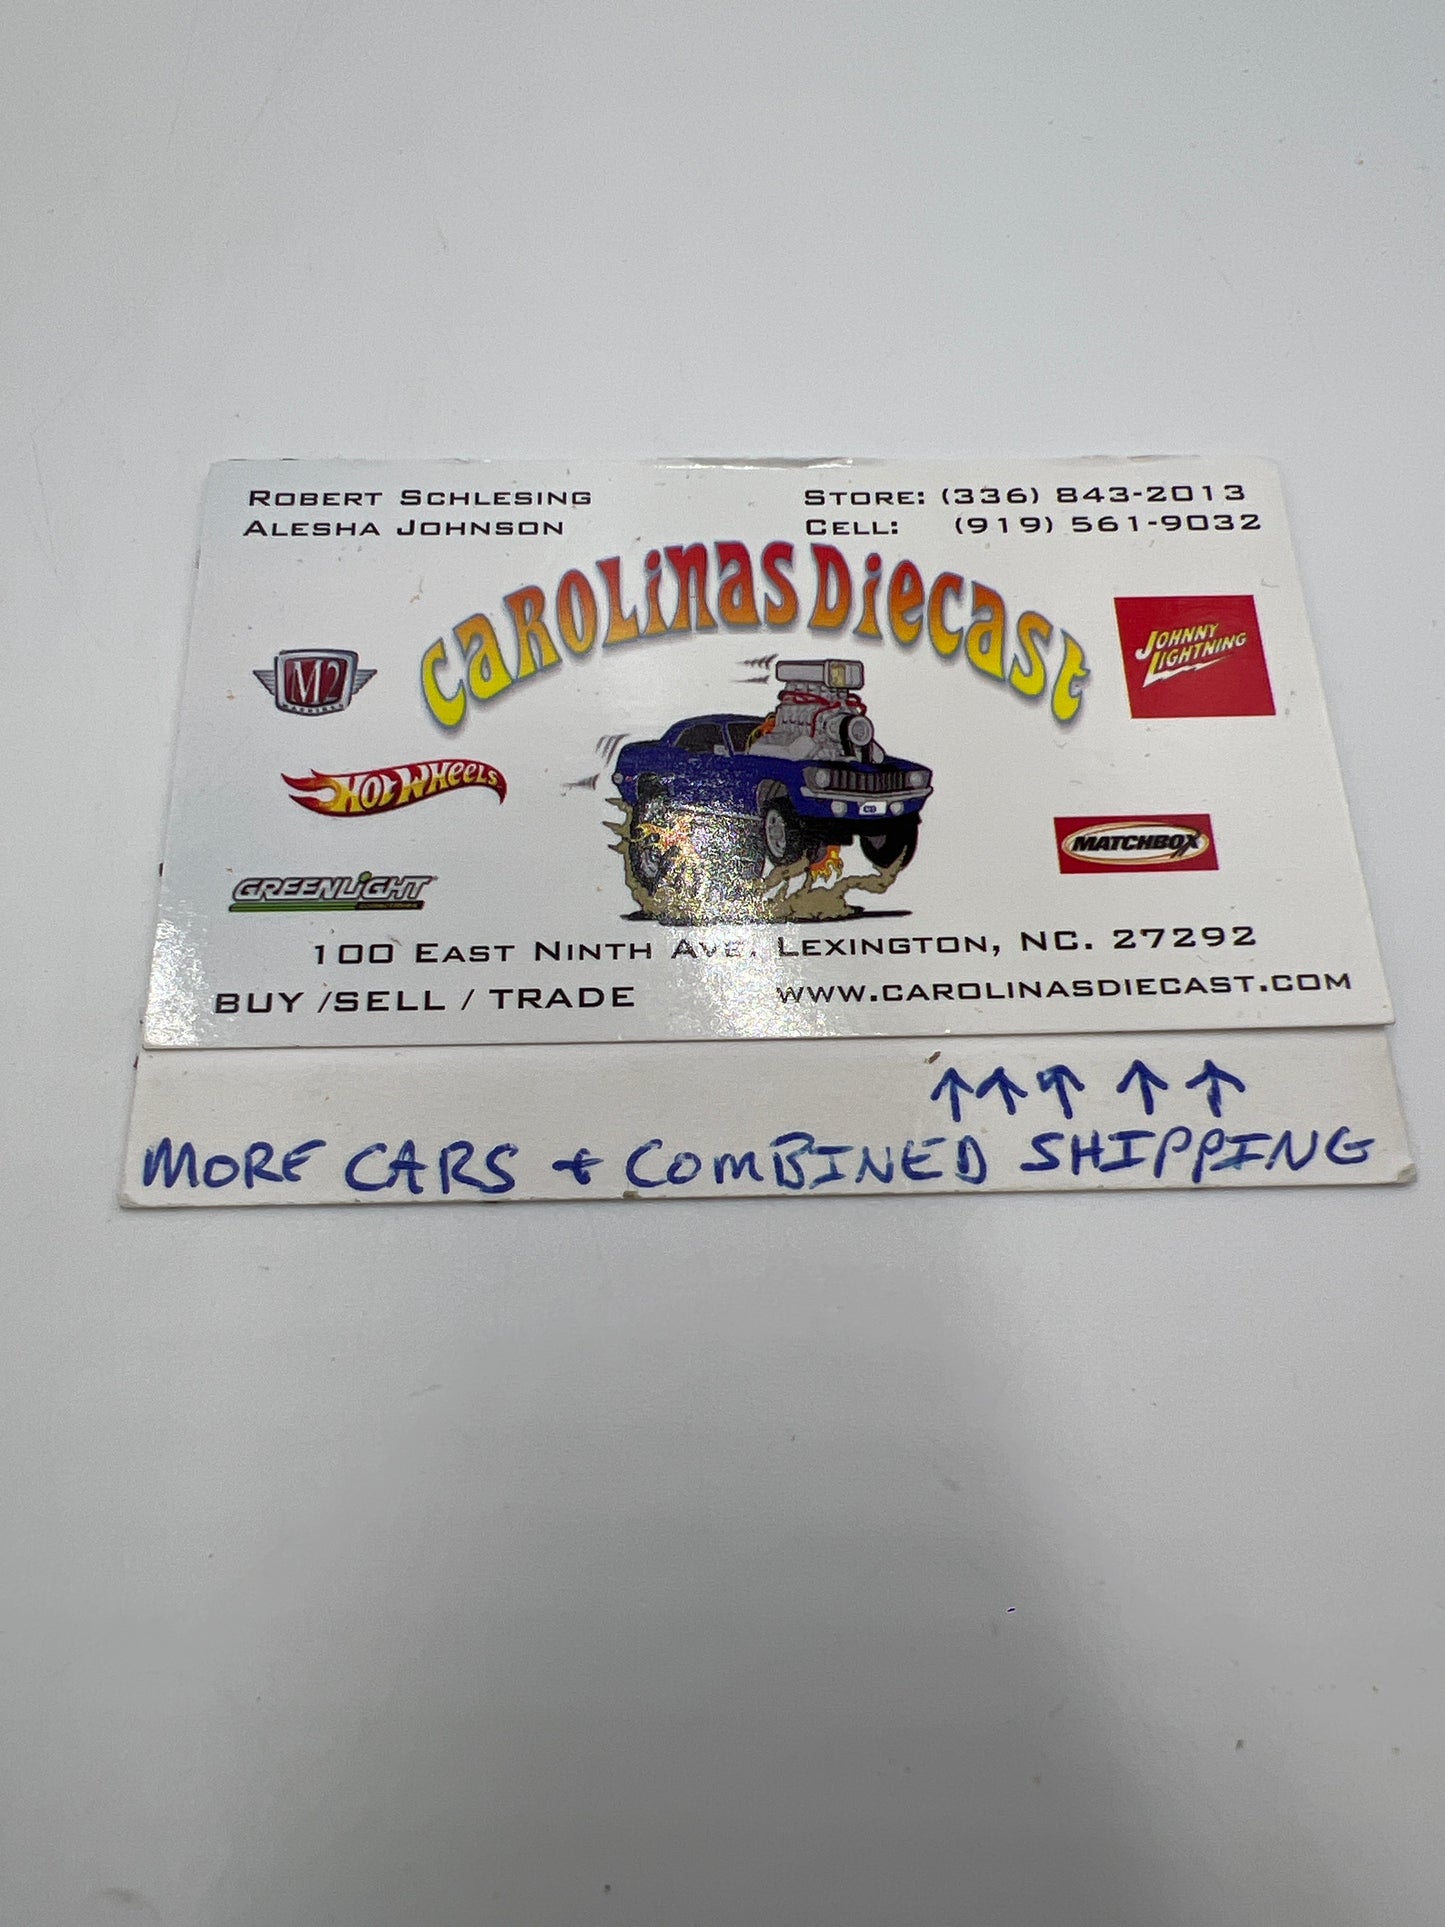 ROBERT SCHLESING
ALESHA JOHNSON
STORE: (336) 843-2013
CELL: (919) 561-9032
CAROLINAS DIECAST
M2
MACHINES
JOHNNY
LIGHTNING
HOT WHEELS
MATCHBOX
GREENLIGHT
100 EAST NINTH AVE. LEXINGTON, NC. 27292
BUY /SELL / TRADE
WWW.CAROLINASDIECAST.COM
↑ ↑ ↑ ↑ ↑
MORE CARS + COMBINED SHIPPING